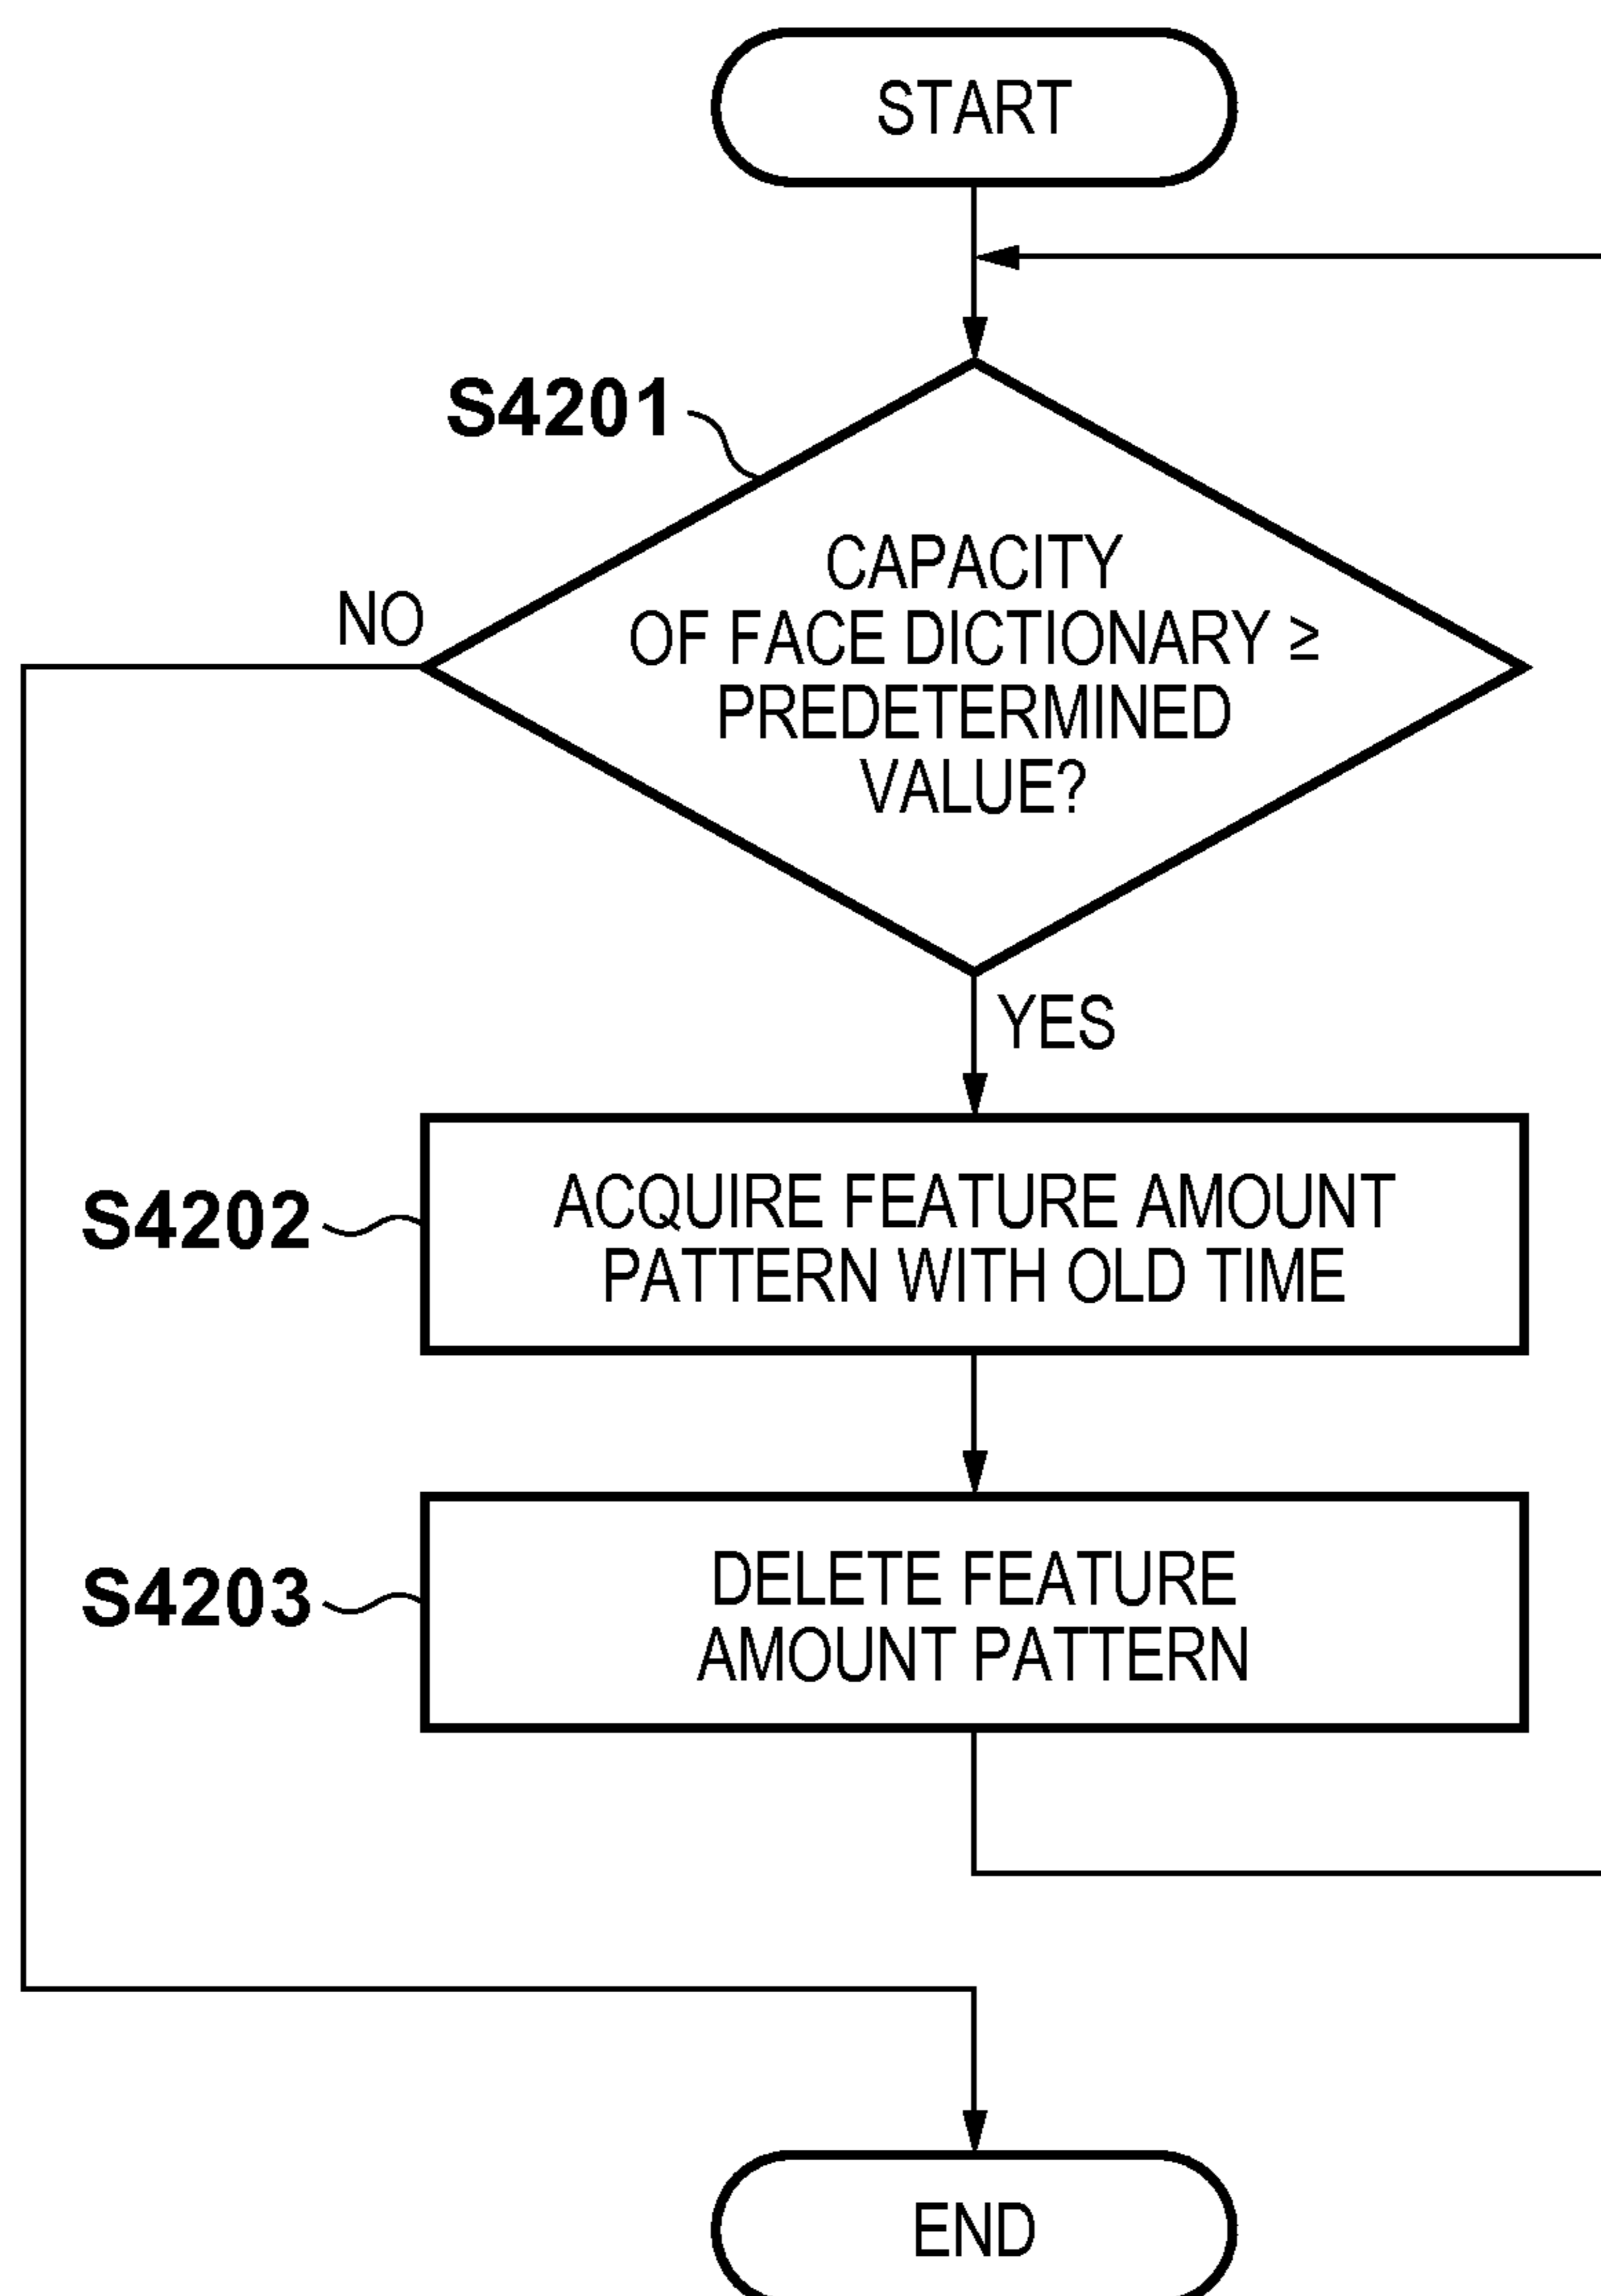 START
S4201
CAPACITY
OF FACE DICTIONARY ≥
PREDETERMINED
VALUE?
NO
YES
S4202
ACQUIRE FEATURE AMOUNT
PATTERN WITH OLD TIME
S4203
DELETE FEATURE
AMOUNT PATTERN
END